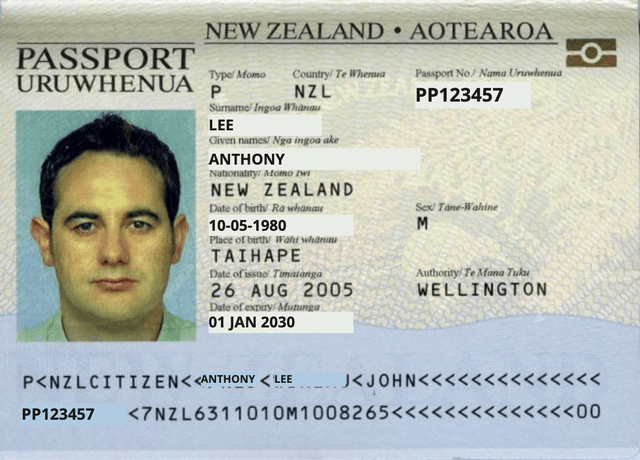 NEW ZEALAND • AOTEAROA
PASSPORT
URUWHENUA
Type/ Momo Country/ Te Whenua Passport No./ Nama Uruwhenua
P NZL PP123457
Surname/ Ingoa Whānau
LEE
Given names/ Nga ingoa ake
ANTHONY
Nationality/ Momo Iwi
NEW ZEALAND
Date of birth/ Rā whānau Sex/ Tāne-Wahine
10-05-1980 M
Place of birth/ Wāhi whānau
TAIHAPE
Date of issue/ Timatanga Authority/ Te Mana Tuku
26 AUG 2005 WELLINGTON
Date of expiry/ Mutunga
01 JAN 2030
P<NZLCITIZEN<<ANTHONY <LEE J<JOHN<<<<<<<<<<<<<<<
PP123457 <7NZL6311010M1008265<<<<<<<<<<<<<<00